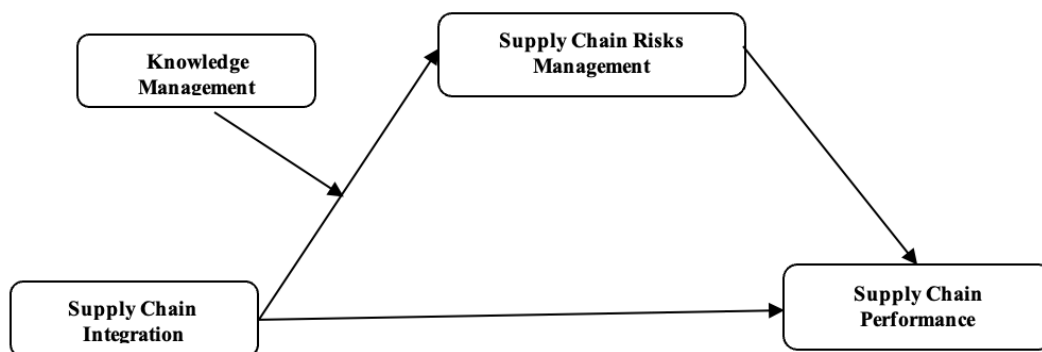 Supply Chain Risks
Management
Knowledge
Management
Supply Chain
Integration
Supply Chain
Performance